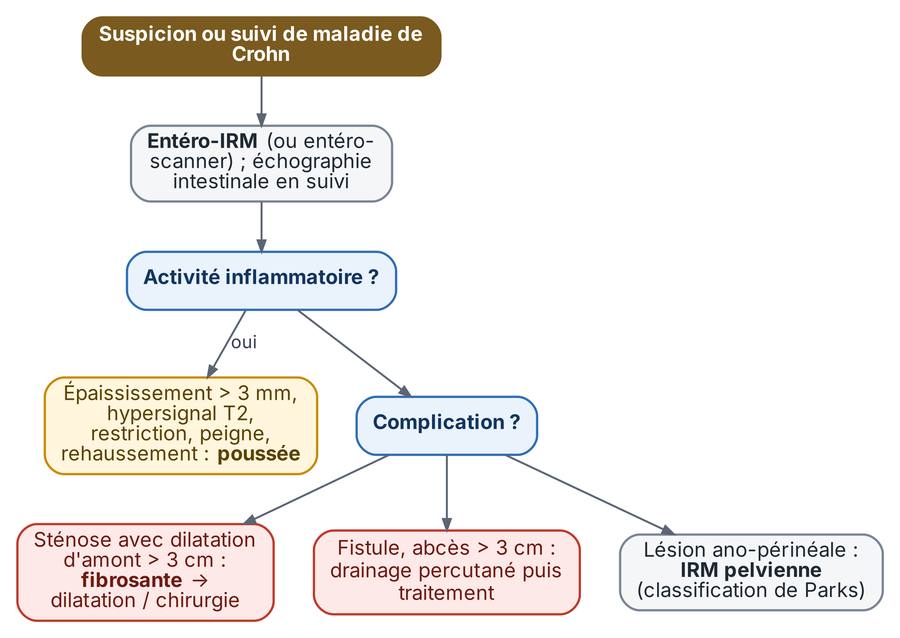 Suspicion ou suivi de maladie de
Crohn
Entéro-IRM (ou entéro-
scanner) ; échographie
intestinale en suivi
Activité inflammatoire ?
oui
Épaississement > 3 mm,
hypersignal T2,
restriction, peigne,
rehaussement : poussée
Complication ?
Sténose avec dilatation
d'amont > 3 cm :
fibrosante →
dilatation / chirurgie
Fistule, abcès > 3 cm :
drainage percutané puis
traitement
Lésion ano-périnéale :
IRM pelvienne
(classification de Parks)